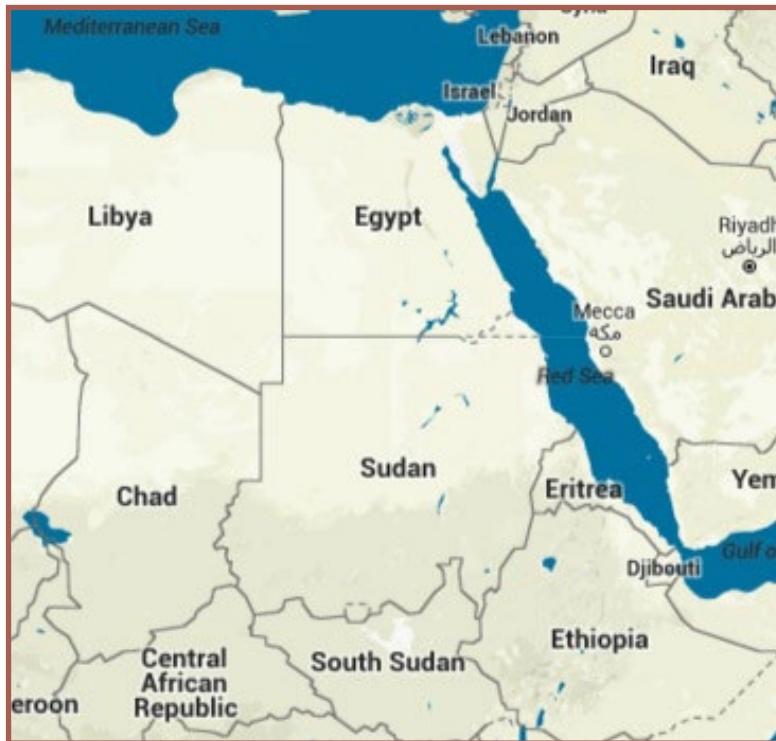 Mediterranean Sea
Lebanon
Iraq
Israel
Jordan
Libya
Egypt
Riyadh
الرياض
Saudi Arab
Mecca
مكة
Red Sea
Sudan
Chad
Eritrea
Yem
Gulf o
Djibouti
Ethiopia
South Sudan
Central
African
Republic
eroon